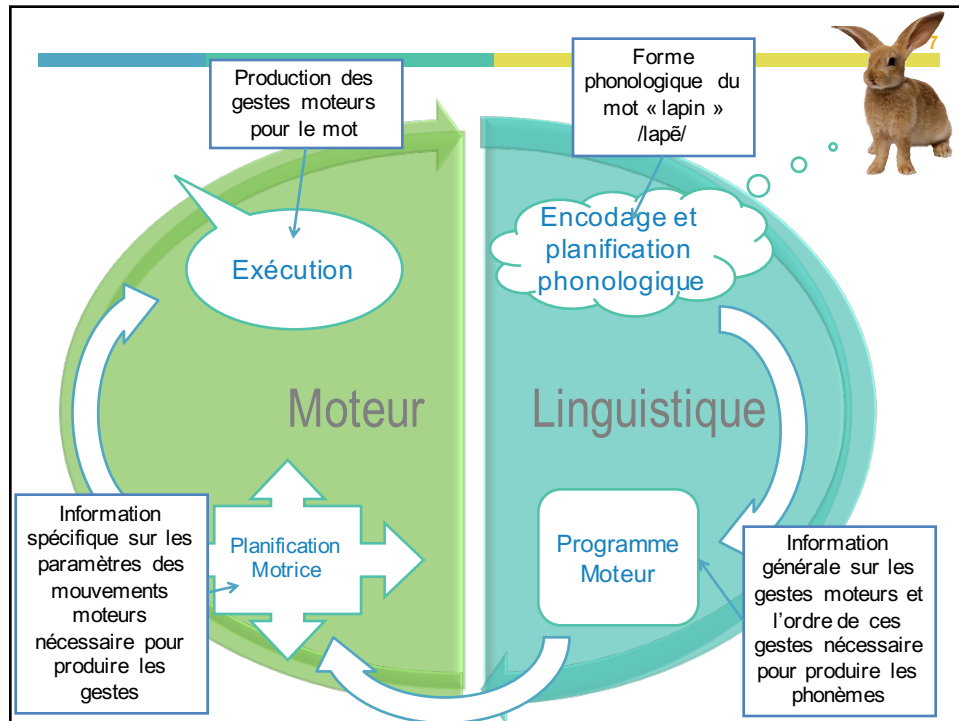 7
Production des
gestes moteurs
pour le mot
Forme
phonologique du
mot « lapin »
/lapẽ/
Exécution
Encodage et
planification
phonologique
Moteur
Linguistique
Information
spécifique sur les
paramètres des
mouvements
moteurs
nécessaire pour
produire les
gestes
Planification
Motrice
Programme
Moteur
Information
générale sur les
gestes moteurs et
l'ordre de ces
gestes nécessaire
pour produire les
phonèmes